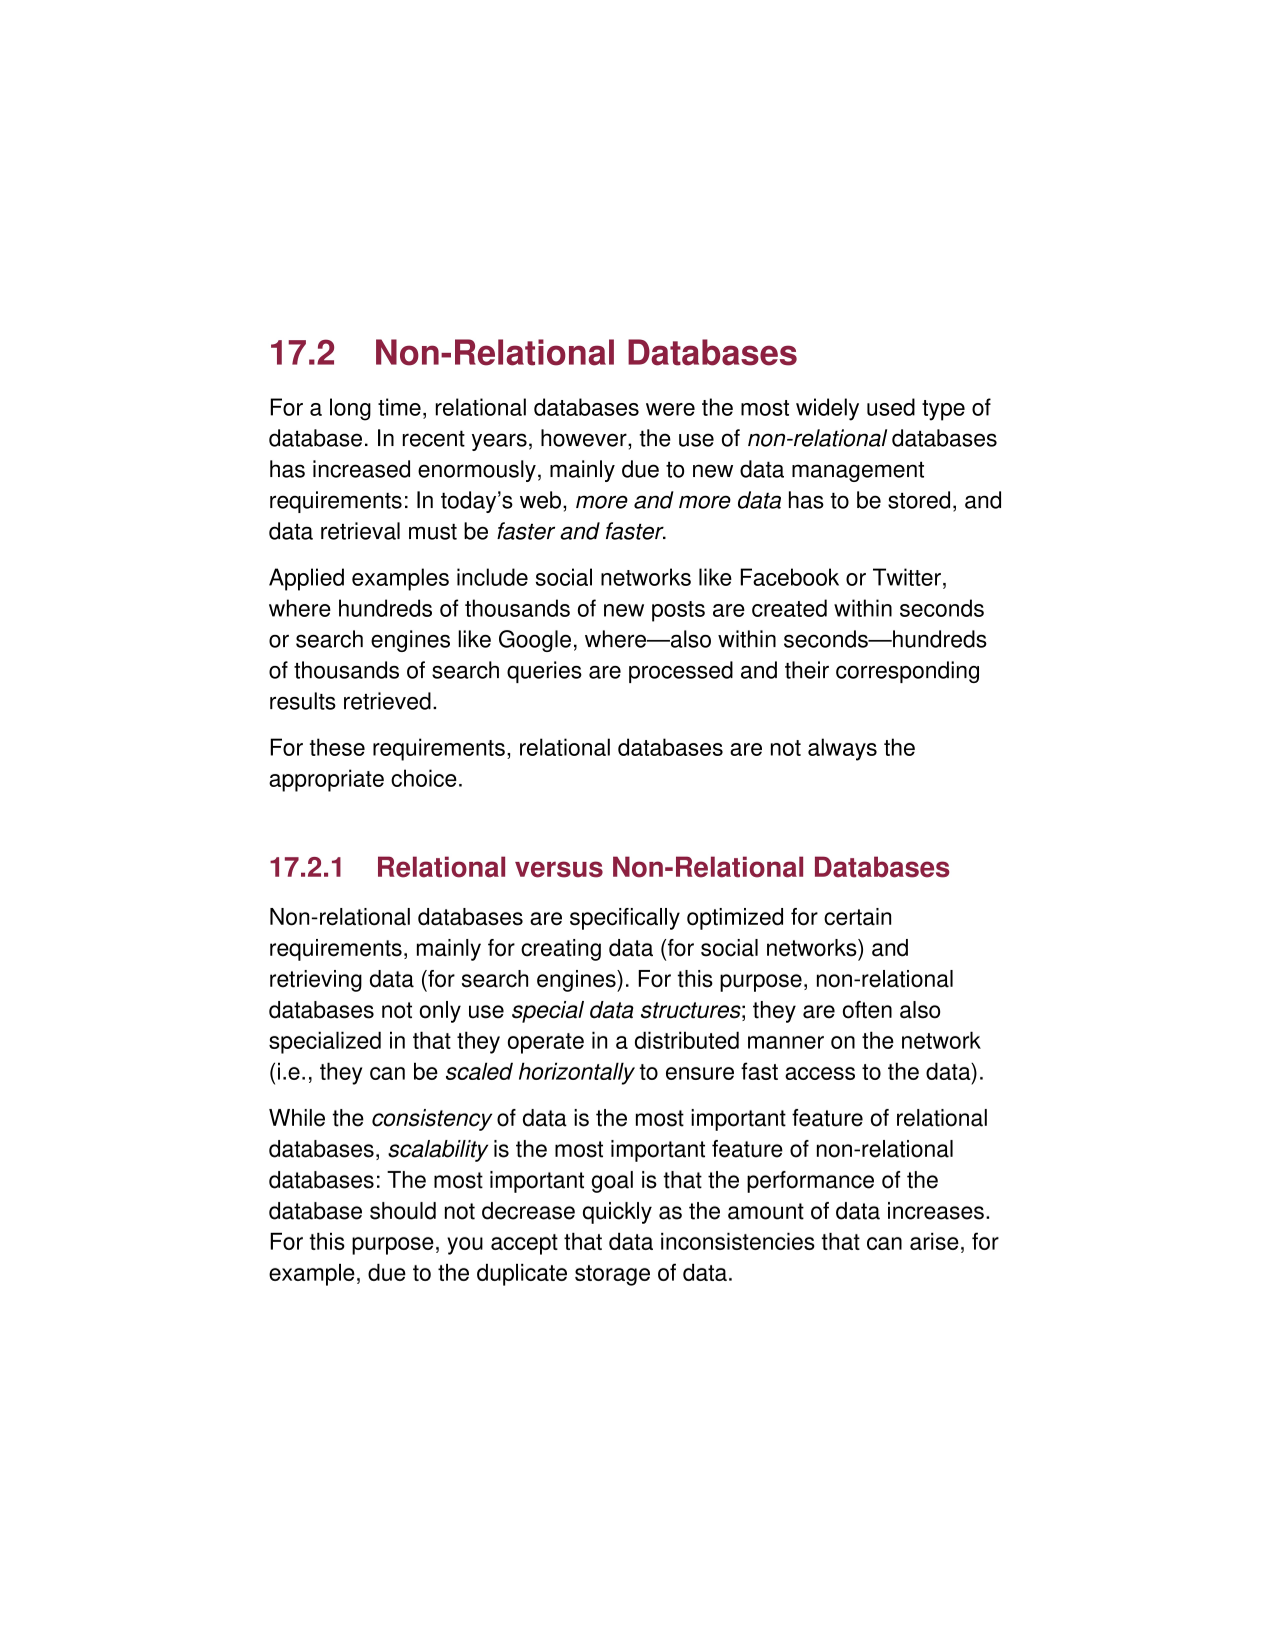 17.2 Non-Relational Databases
For a long time, relational databases were the most widely used type of
database. In recent years, however, the use of non-relational databases
has increased enormously, mainly due to new data management
requirements: In today’s web, more and more data has to be stored, and
data retrieval must be faster and faster.
Applied examples include social networks like Facebook or Twitter,
where hundreds of thousands of new posts are created within seconds
or search engines like Google, where—also within seconds—hundreds
of thousands of search queries are processed and their corresponding
results retrieved.
For these requirements, relational databases are not always the
appropriate choice.
17.2.1 Relational versus Non-Relational Databases
Non-relational databases are specifically optimized for certain
requirements, mainly for creating data (for social networks) and
retrieving data (for search engines). For this purpose, non-relational
databases not only use special data structures; they are often also
specialized in that they operate in a distributed manner on the network
(i.e., they can be scaled horizontally to ensure fast access to the data).
While the consistency of data is the most important feature of relational
databases, scalability is the most important feature of non-relational
databases: The most important goal is that the performance of the
database should not decrease quickly as the amount of data increases.
For this purpose, you accept that data inconsistencies that can arise, for
example, due to the duplicate storage of data.